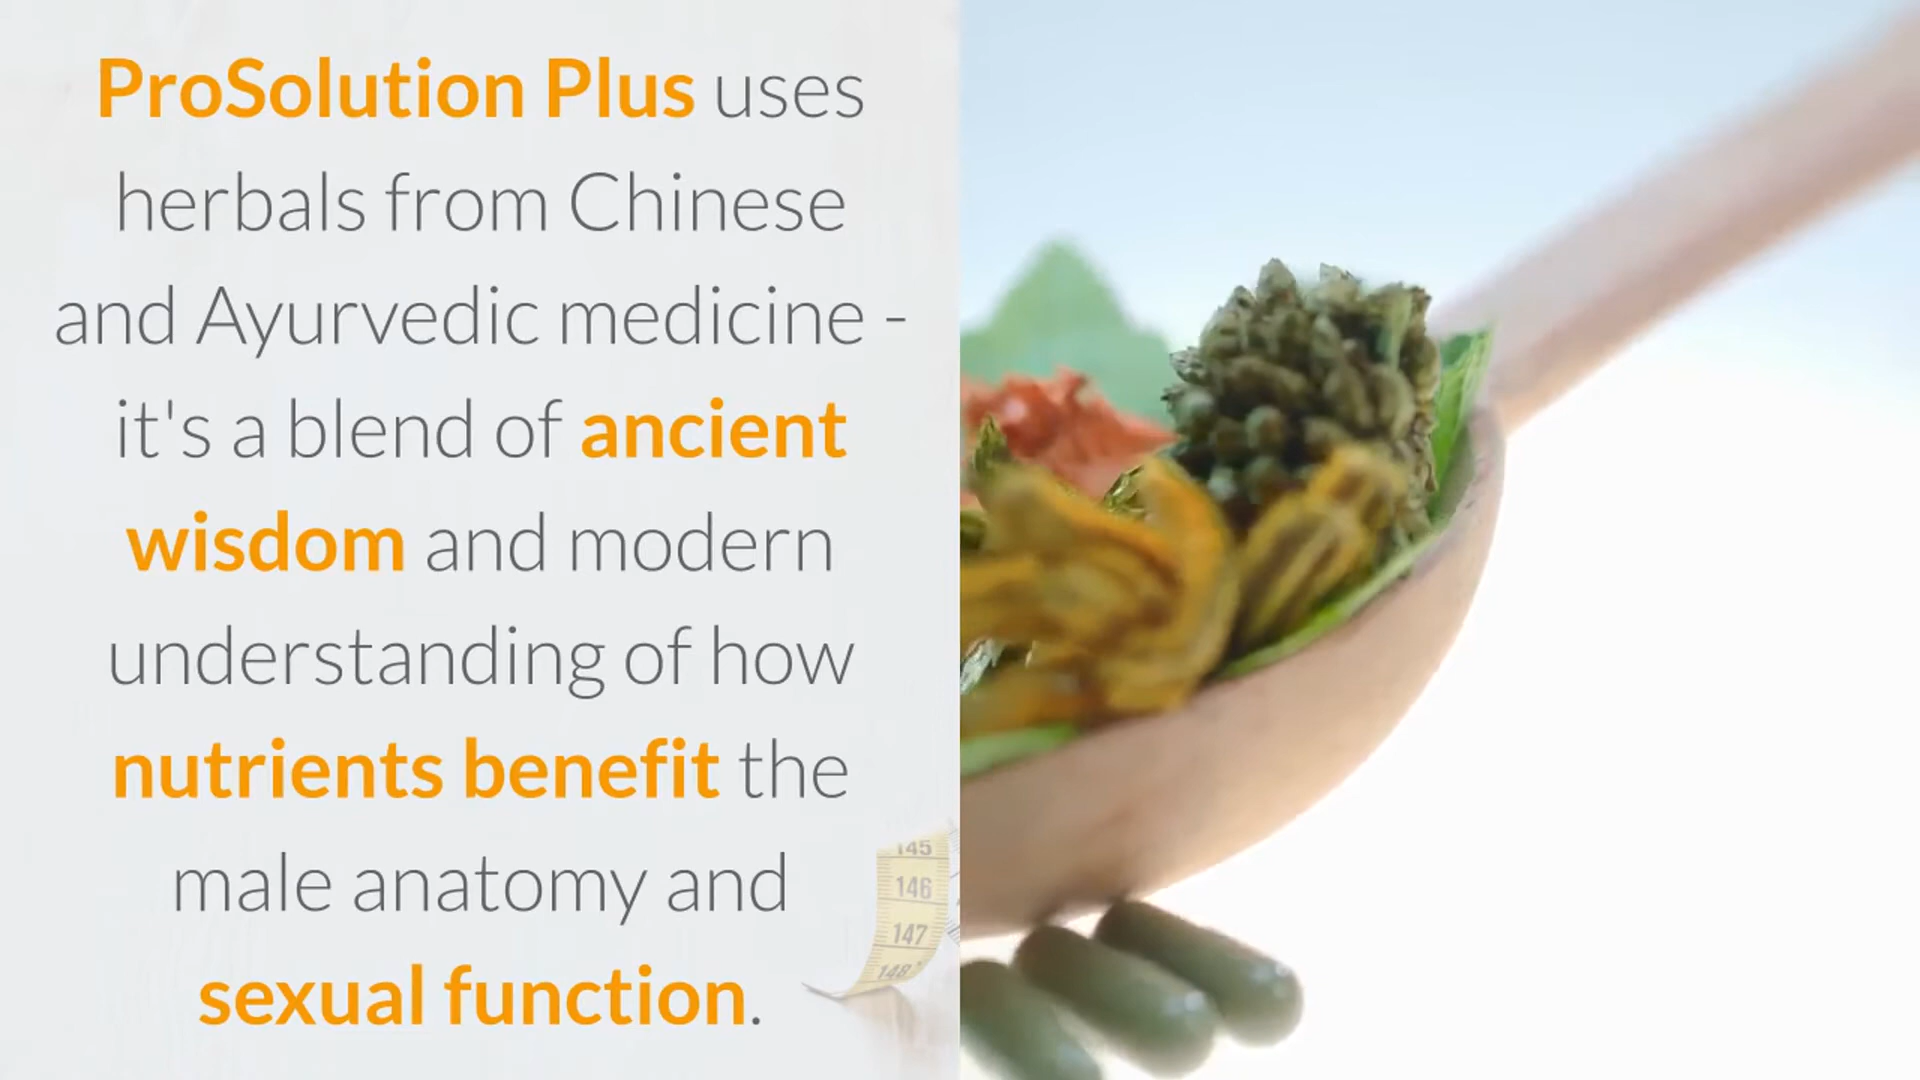 ProSolution Plus uses
herbals from Chinese
and Ayurvedic medicine -
it's a blend of ancient
wisdom and modern
understanding of how
nutrients benefit the
male anatomy and
sexual function.
145
146
147
148